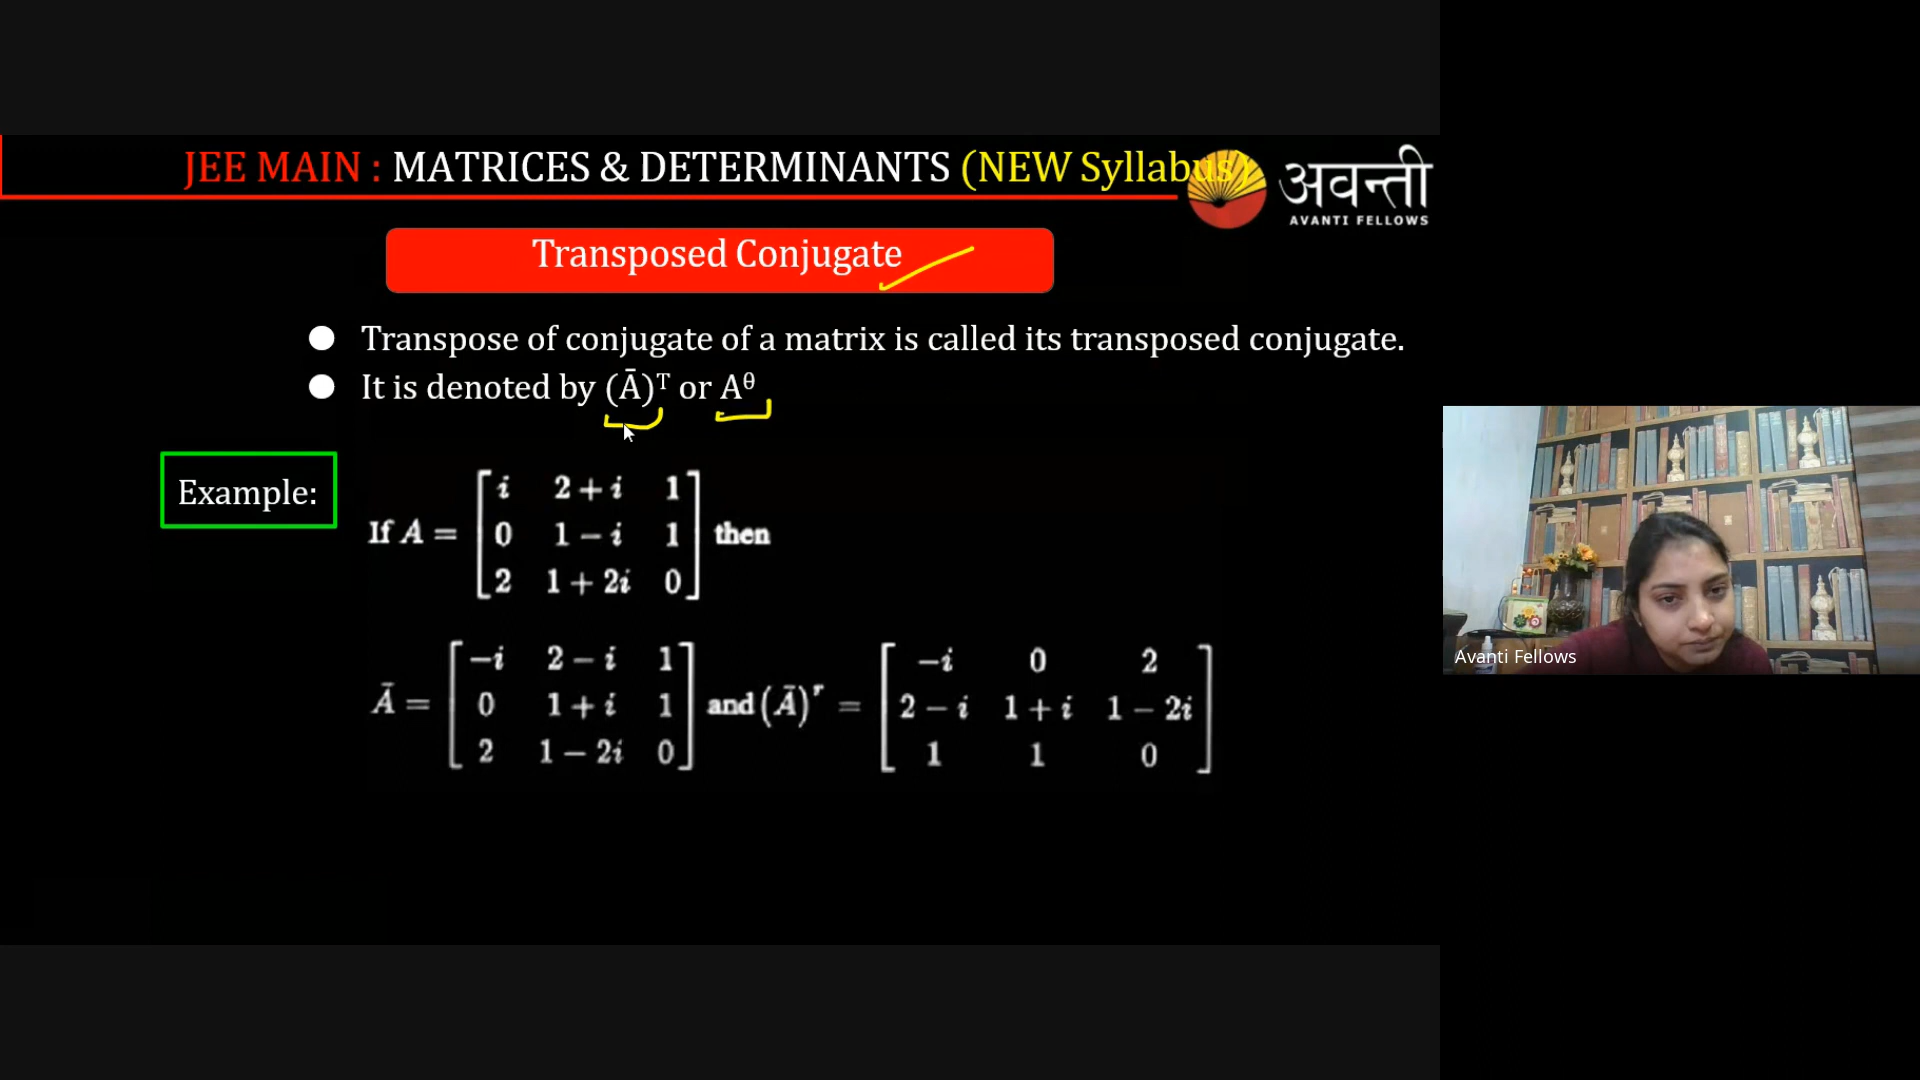 JEE MAIN : MATRICES & DETERMINANTS (NEW Syllabus)
अवन्ती
AVANTI FELLOWS
Transposed Conjugate
● Transpose of conjugate of a matrix is called its transposed conjugate.
● It is denoted by (Ā)ᵀ or Aᶿ
Example:
i 2 + i 1
If A = 0 1 − i 1 then
2 1 + 2i 0
−i 2 − i 1 −i 0 2
Ā = 0 1 + i 1 and (Ā)ᵀ = 2 − i 1 + i 1 − 2i
2 1 − 2i 0 1 1 0
Avanti Fellows